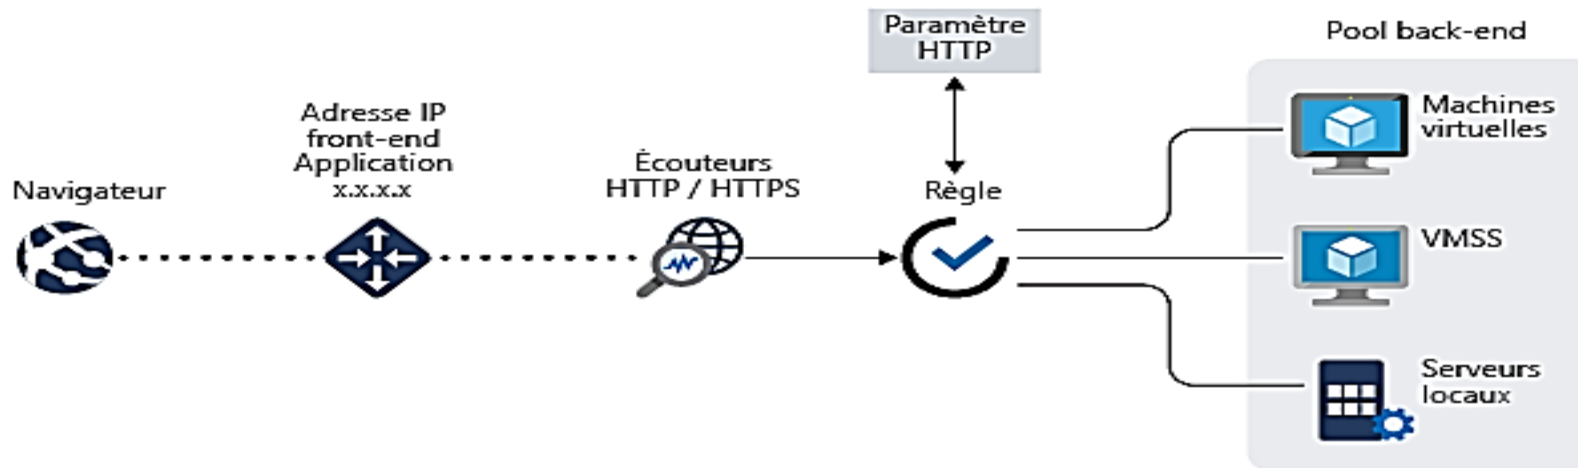 Navigateur
Adresse IP
front-end
Application
x.x.x.x
Écouteurs
HTTP / HTTPS
Paramètre
HTTP
Règle
Pool back-end
Machines
virtuelles
VMSS
Serveurs
locaux